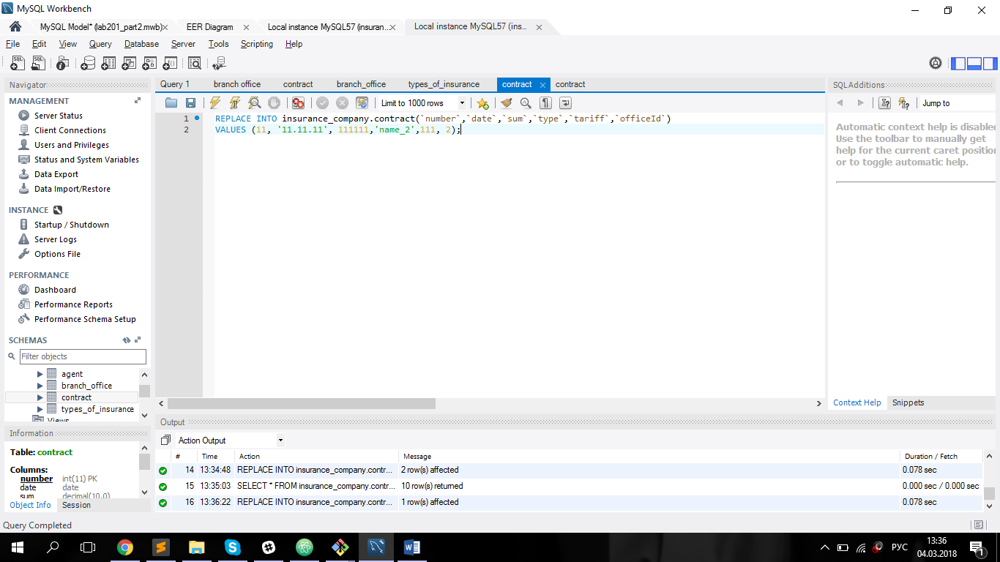 MySQL Workbench
MySQL Model* (lab201_part2.mwb)
EER Diagram
Local instance MySQL57 (insuran...
Local instance MySQL57 (ins...
File Edit View Query Database Server Tools Scripting Help
Navigator
MANAGEMENT
Server Status
Client Connections
Users and Privileges
Status and System Variables
Data Export
Data Import/Restore
INSTANCE
Startup / Shutdown
Server Logs
Options File
PERFORMANCE
Dashboard
Performance Reports
Performance Schema Setup
SCHEMAS
Filter objects
agent
branch_office
contract
types_of_insurance
Views
Information
Table: contract
Columns:
number int(11) PK
date date
sum decimal(10,0)
Object Info Session
Query 1 branch office contract branch_office types_of_insurance contract contract
Limit to 1000 rows
1 REPLACE INTO insurance_company.contract(`number`,`date`,`sum`,`type`,`tariff`,`officeId`)
2 VALUES (11, '11.11.11', 111111,'name_2',111, 2);
SQLAdditions
Jump to
Automatic context help is disabled
Use the toolbar to manually get
help for the current caret position
or to toggle automatic help.
Context Help Snippets
Output
Action Output
# Time Action Message Duration / Fetch
14 13:34:48 REPLACE INTO insurance_company.contr... 2 row(s) affected 0.078 sec
15 13:35:03 SELECT * FROM insurance_company.contr... 10 row(s) returned 0.000 sec / 0.000 sec
16 13:36:22 REPLACE INTO insurance_company.contr... 1 row(s) affected 0.078 sec
Query Completed
РУС
13:36
04.03.2018
1